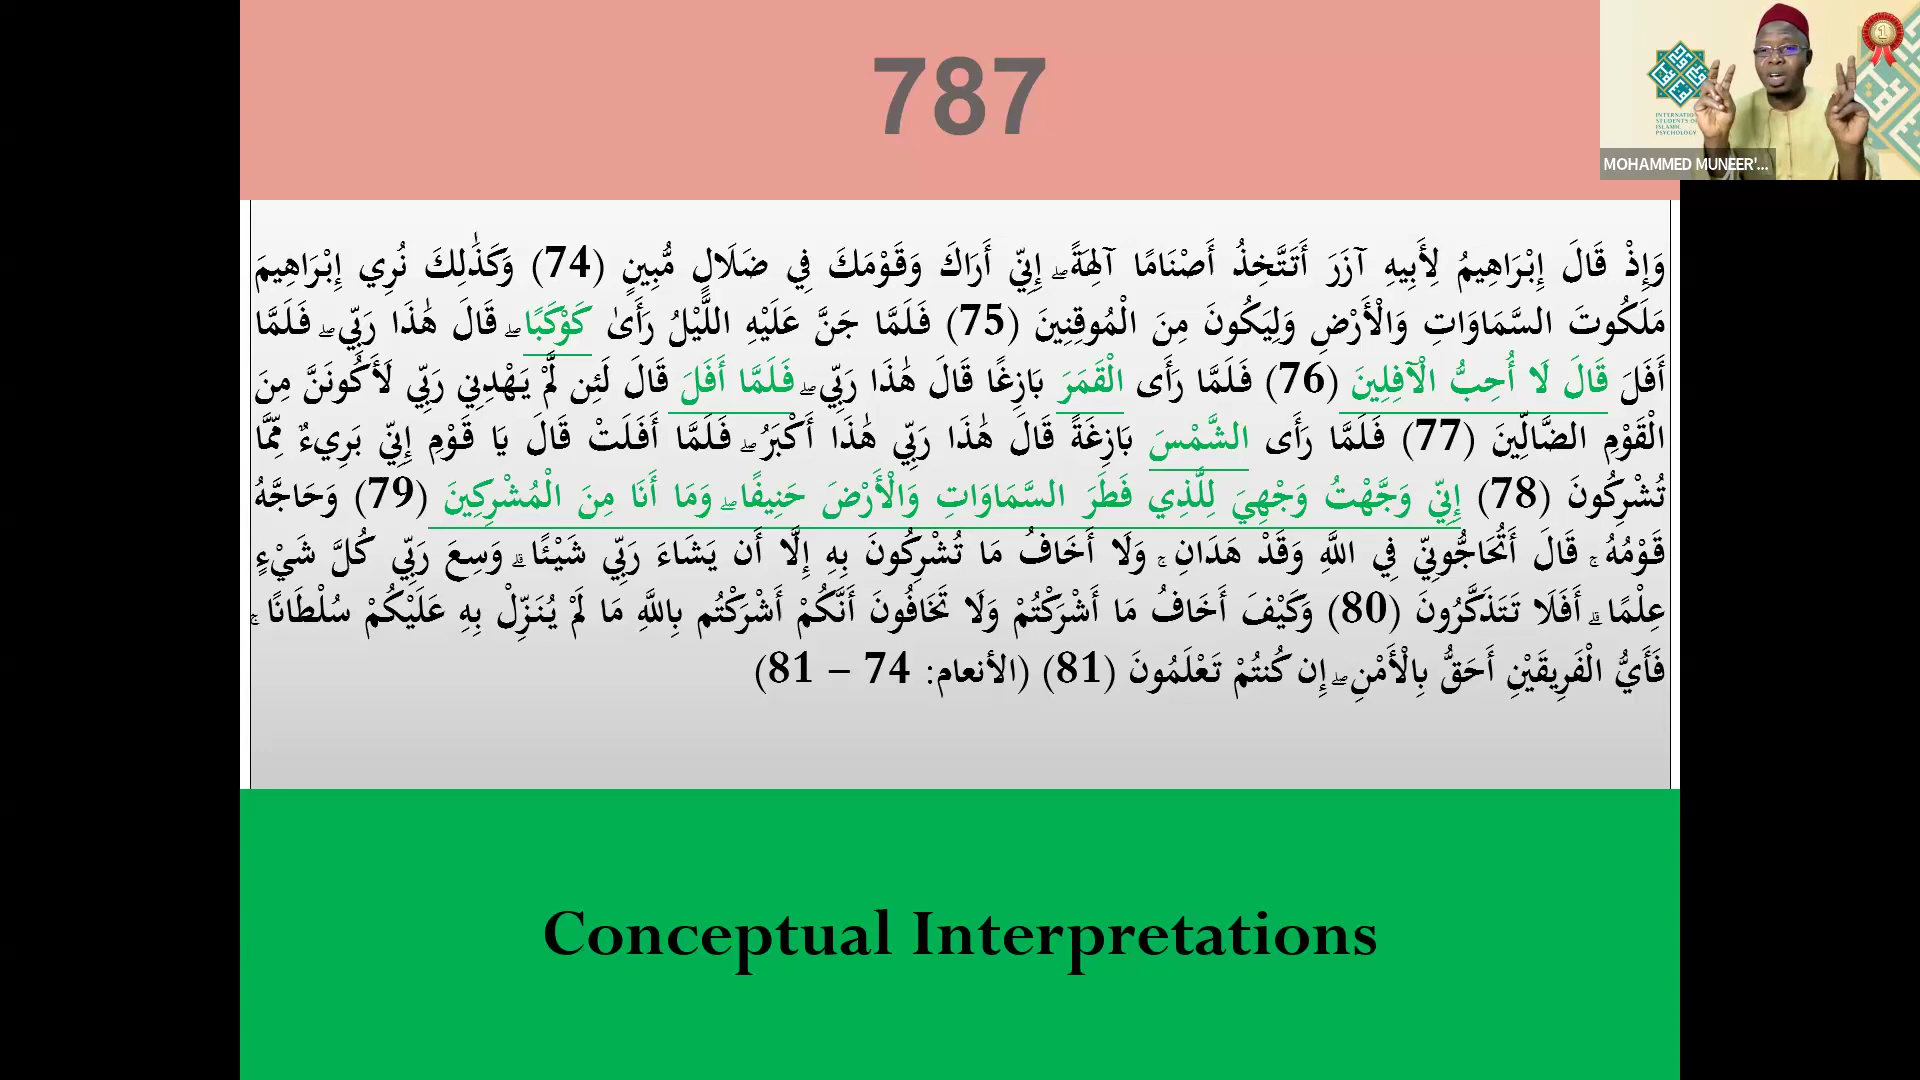 787
INTERNATIO
STUDENTS O
ISLAMIC
PSYCHOLOGY
MOHAMMED MUNEER'...
وَإِذْ قَالَ إِبْرَاهِيمُ لِأَبِيهِ آزَرَ أَتَتَّخِذُ أَصْنَامًا آلِهَةً ۖ إِنِّي أَرَاكَ وَقَوْمَكَ فِي ضَلَالٍ مُّبِينٍ (74) وَكَذَٰلِكَ نُرِي إِبْرَاهِيمَ
مَلَكُوتَ السَّمَاوَاتِ وَالْأَرْضِ وَلِيَكُونَ مِنَ الْمُوقِنِينَ (75) فَلَمَّا جَنَّ عَلَيْهِ اللَّيْلُ رَأَىٰ كَوْكَبًا ۖ قَالَ هَٰذَا رَبِّي ۖ فَلَمَّا
أَفَلَ قَالَ لَا أُحِبُّ الْآفِلِينَ (76) فَلَمَّا رَأَى الْقَمَرَ بَازِغًا قَالَ هَٰذَا رَبِّي ۖ فَلَمَّا أَفَلَ قَالَ لَئِن لَّمْ يَهْدِنِي رَبِّي لَأَكُونَنَّ مِنَ
الْقَوْمِ الضَّالِّينَ (77) فَلَمَّا رَأَى الشَّمْسَ بَازِغَةً قَالَ هَٰذَا رَبِّي هَٰذَا أَكْبَرُ ۖ فَلَمَّا أَفَلَتْ قَالَ يَا قَوْمِ إِنِّي بَرِيءٌ مِّمَّا
تُشْرِكُونَ (78) إِنِّي وَجَّهْتُ وَجْهِيَ لِلَّذِي فَطَرَ السَّمَاوَاتِ وَالْأَرْضَ حَنِيفًا ۖ وَمَا أَنَا مِنَ الْمُشْرِكِينَ (79) وَحَاجَّهُ
قَوْمُهُ ۚ قَالَ أَتُحَاجُّونِّي فِي اللَّهِ وَقَدْ هَدَانِ ۚ وَلَا أَخَافُ مَا تُشْرِكُونَ بِهِ إِلَّا أَن يَشَاءَ رَبِّي شَيْئًا ۗ وَسِعَ رَبِّي كُلَّ شَيْءٍ
عِلْمًا ۗ أَفَلَا تَتَذَكَّرُونَ (80) وَكَيْفَ أَخَافُ مَا أَشْرَكْتُمْ وَلَا تَخَافُونَ أَنَّكُمْ أَشْرَكْتُم بِاللَّهِ مَا لَمْ يُنَزِّلْ بِهِ عَلَيْكُمْ سُلْطَانًا ۚ
فَأَيُّ الْفَرِيقَيْنِ أَحَقُّ بِالْأَمْنِ ۖ إِن كُنتُمْ تَعْلَمُونَ (81) (الأنعام: 74 – 81)
Conceptual Interpretations